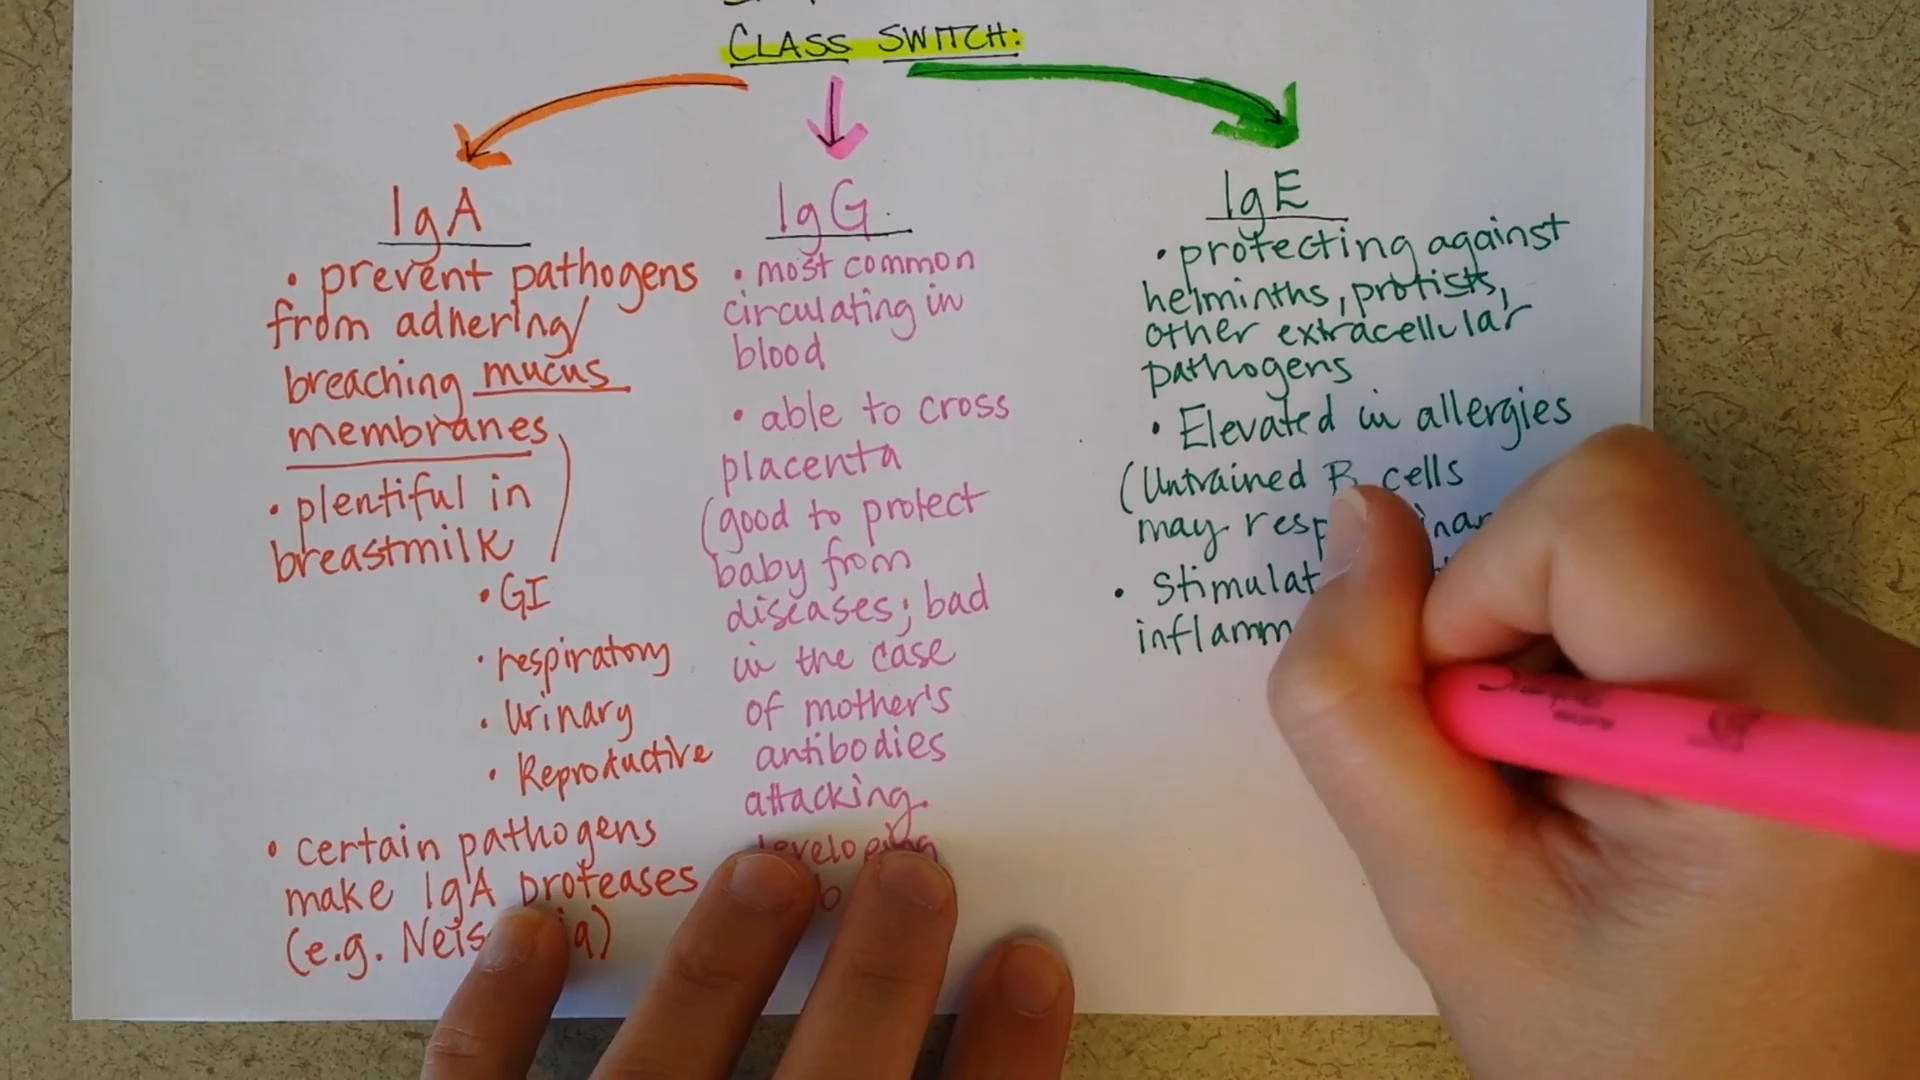 CLASS SWITCH:
IgA
• prevent pathogens
from adhering/
breaching mucus
membranes
• plentiful in
breastmilk
• GI
• respiratory
• Urinary
• Reproductive
• certain pathogens
make IgA proteases
(e.g.
IgG
• most common
circulating in
blood
• able to cross
placenta
(good to protect
baby from
diseases; bad
in the case
of mother's
antibodies
attacking
developing
IgE
• protecting against
helminths, protists,
other extracellular
pathogens
• Elevated in allergies
(Untrained B cells
may
•